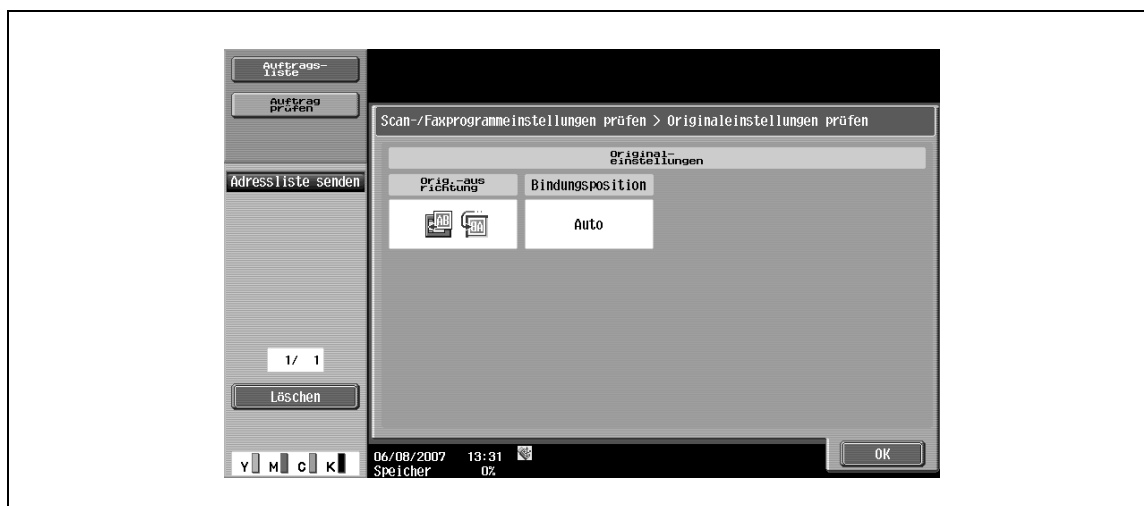 Auftrags-
liste
Auftrag
prüfen
Scan-/Faxprogrammeinstellungen prüfen > Originaleinstellungen prüfen
Original-
einstellungen
Adressliste senden
Orig.-aus
richtung
Bindungsposition
AB
Auto
1/ 1
Löschen
Y M C K
06/08/2007 13:31
Speicher 0%
OK